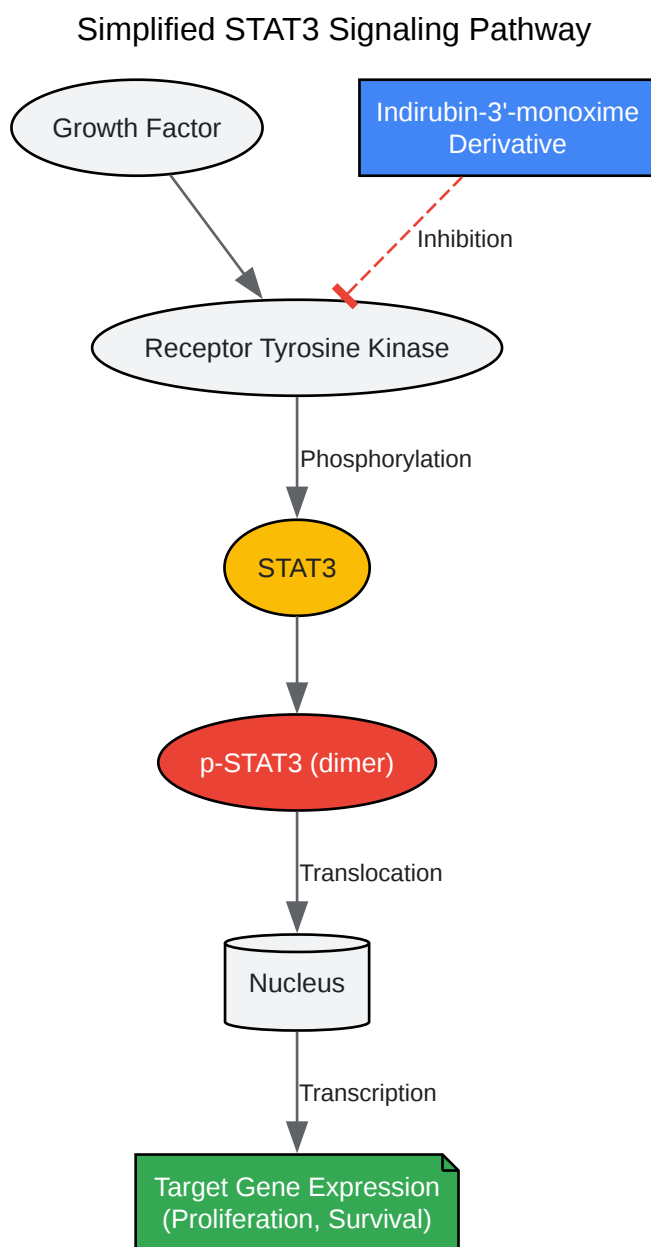 Simplified STAT3 Signaling Pathway
Growth Factor
Indirubin-3'-monoxime
Derivative
Inhibition
Receptor Tyrosine Kinase
Phosphorylation
STAT3
p-STAT3 (dimer)
Translocation
Nucleus
Transcription
Target Gene Expression
(Proliferation, Survival)